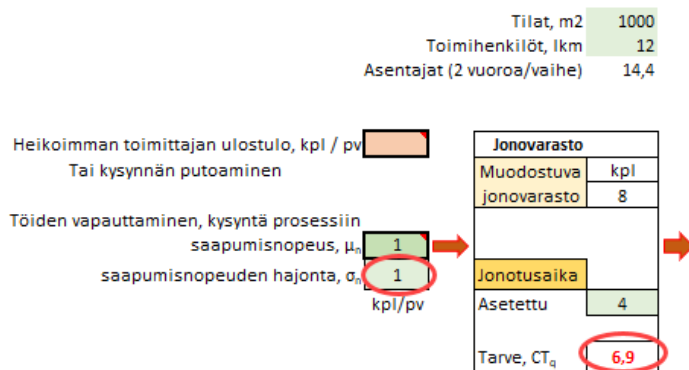 Tilat, m2 1000
Toimihenkilöt, lkm 12
Asentajat (2 vuoroa/vaihe) 14,4
Heikoimman toimittajan ulostulo, kpl / pv
Tai kysynnän putoaminen
Jonovarasto
Muodostuva kpl
jonovarasto 8
Töiden vapauttaminen, kysyntä prosessiin
saapumisnopeus, μₙ 1
saapumisnopeuden hajonta, σₙ 1
kpl/pv
Jonotusaika
Asetettu 4
Tarve, CTq 6,9